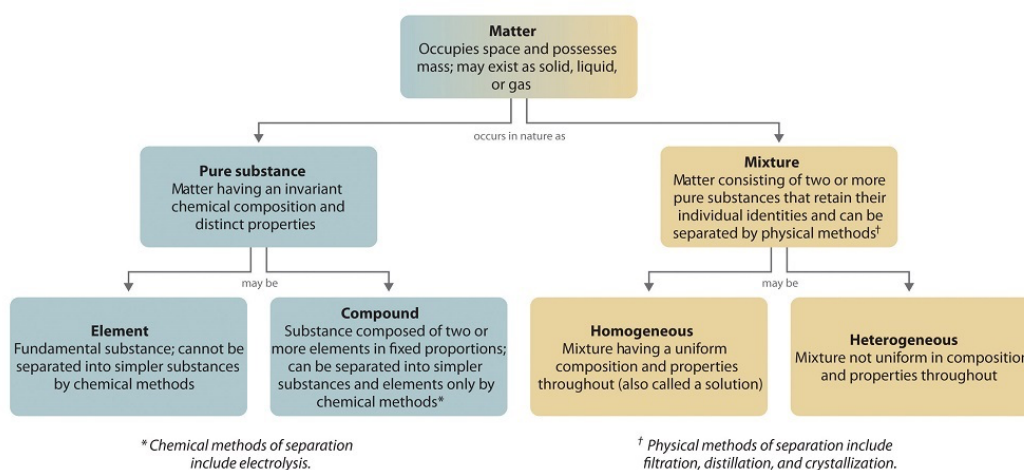 Matter
Occupies space and possesses
mass; may exist as solid, liquid,
or gas
occurs in nature as
Pure substance
Matter having an invariant
chemical composition and
distinct properties
Mixture
Matter consisting of two or more
pure substances that retain their
individual identities and can be
separated by physical methods†
may be
may be
Element
Fundamental substance; cannot be
separated into simpler substances
by chemical methods
Compound
Substance composed of two or
more elements in fixed proportions;
can be separated into simpler
substances and elements only by
chemical methods*
Homogeneous
Mixture having a uniform
composition and properties
throughout (also called a solution)
Heterogeneous
Mixture not uniform in composition
and properties throughout
* Chemical methods of separation
include electrolysis.
† Physical methods of separation include
filtration, distillation, and crystallization.